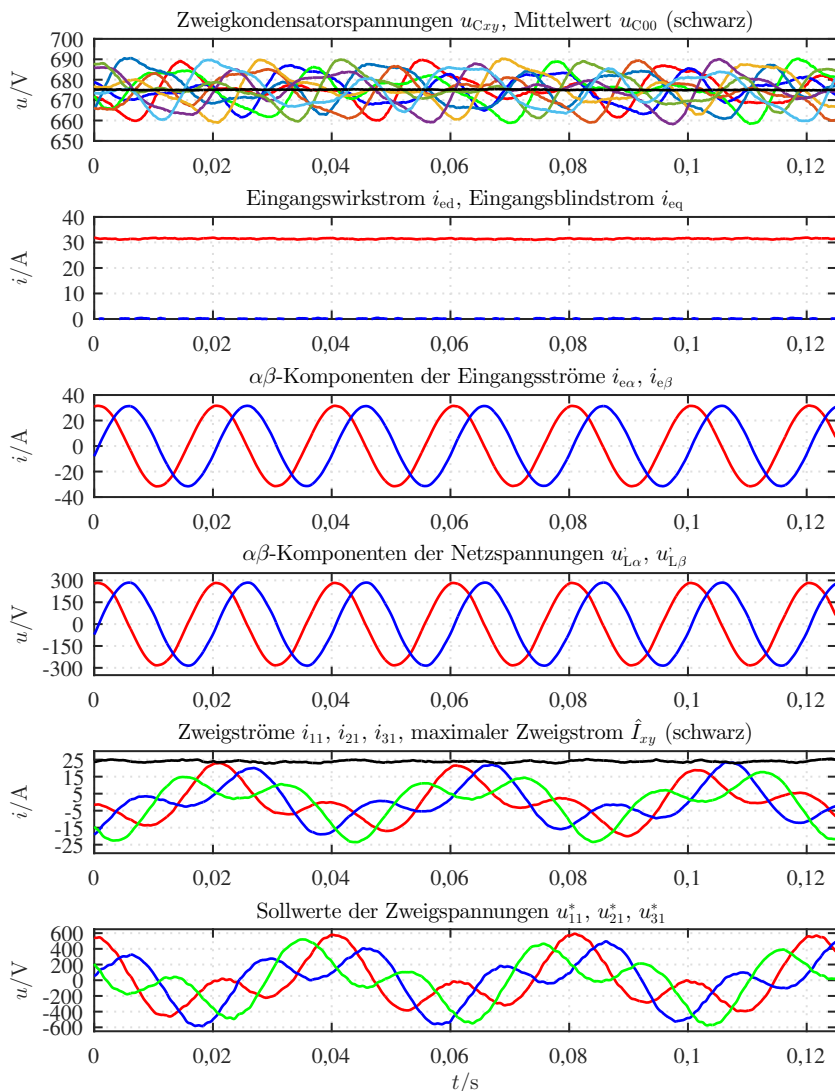 Zweigkondensatorspannungen u_Cxy, Mittelwert u_C00 (schwarz)
700
690
680
670
660
650
u/V
0 0,02 0,04 0,06 0,08 0,1 0,12
Eingangswirkstrom i_ed, Eingangsblindstrom i_eq
40
30
20
10
0
i/A
0 0,02 0,04 0,06 0,08 0,1 0,12
αβ-Komponenten der Eingangsströme i_eα, i_eβ
40
20
0
-20
-40
i/A
0 0,02 0,04 0,06 0,08 0,1 0,12
αβ-Komponenten der Netzspannungen u'_Lα, u'_Lβ
300
150
0
-150
-300
u/V
0 0,02 0,04 0,06 0,08 0,1 0,12
Zweigströme i_11, i_21, i_31, maximaler Zweigstrom Î_xy (schwarz)
25
15
5
-5
-15
-25
i/A
0 0,02 0,04 0,06 0,08 0,1 0,12
Sollwerte der Zweigspannungen u*_11, u*_21, u*_31
600
400
200
0
-200
-400
-600
u/V
0 0,02 0,04 0,06 0,08 0,1 0,12
t/s